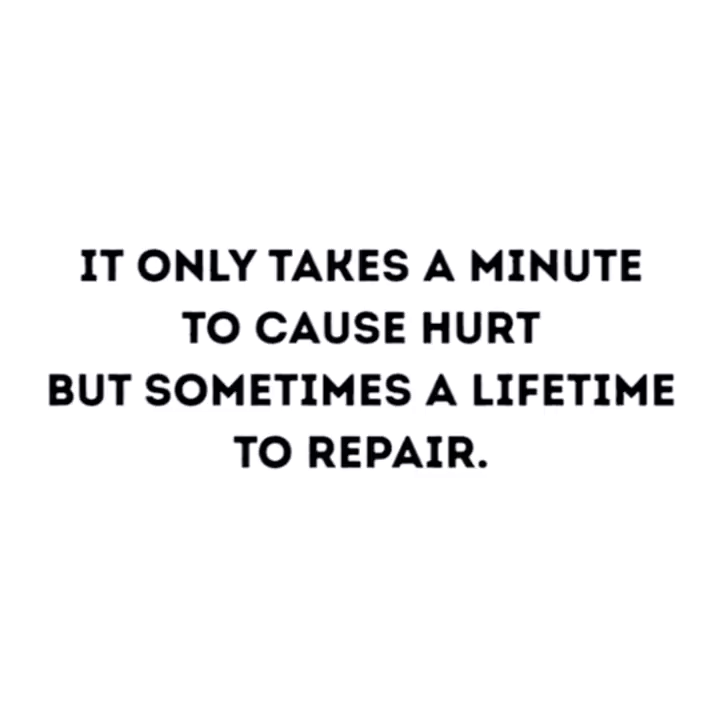 IT ONLY TAKES A MINUTE
TO CAUSE HURT
BUT SOMETIMES A LIFETIME
TO REPAIR.